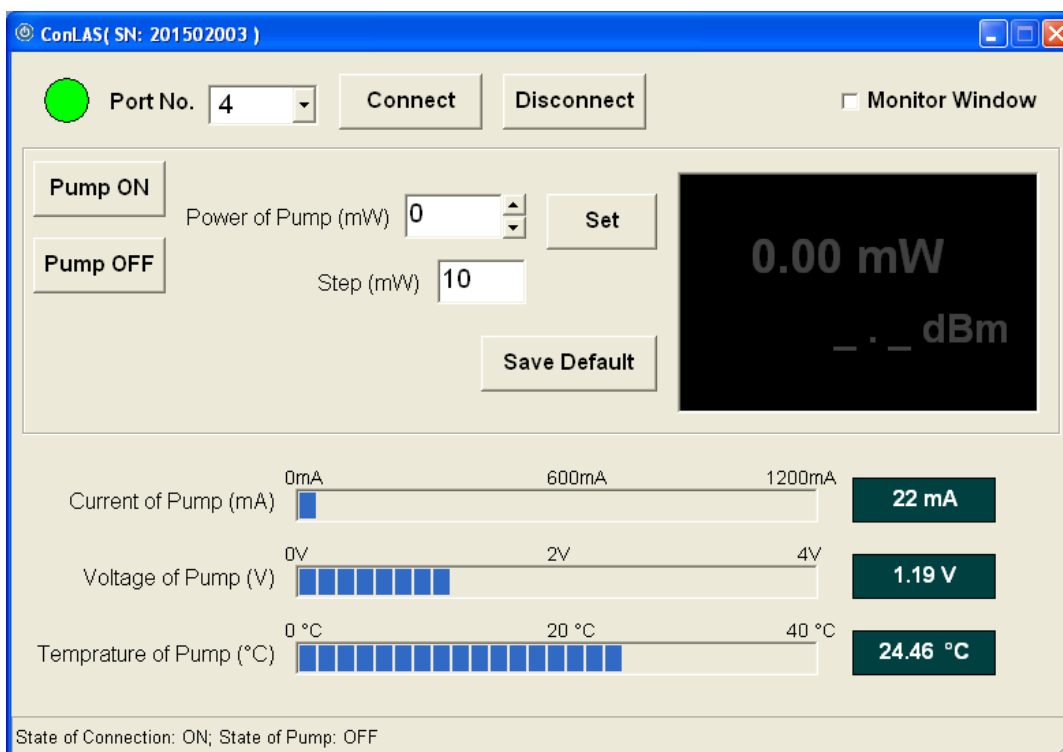 ConLAS( SN: 201502003 )
Port No. 4 Connect Disconnect Monitor Window
Pump ON
Power of Pump (mW) 0 Set
Pump OFF
Step (mW) 10
Save Default
0.00 mW
_ . _ dBm
0mA 600mA 1200mA
Current of Pump (mA) 22 mA
0V 2V 4V
Voltage of Pump (V) 1.19 V
0 °C 20 °C 40 °C
Temprature of Pump (°C) 24.46 °C
State of Connection: ON; State of Pump: OFF